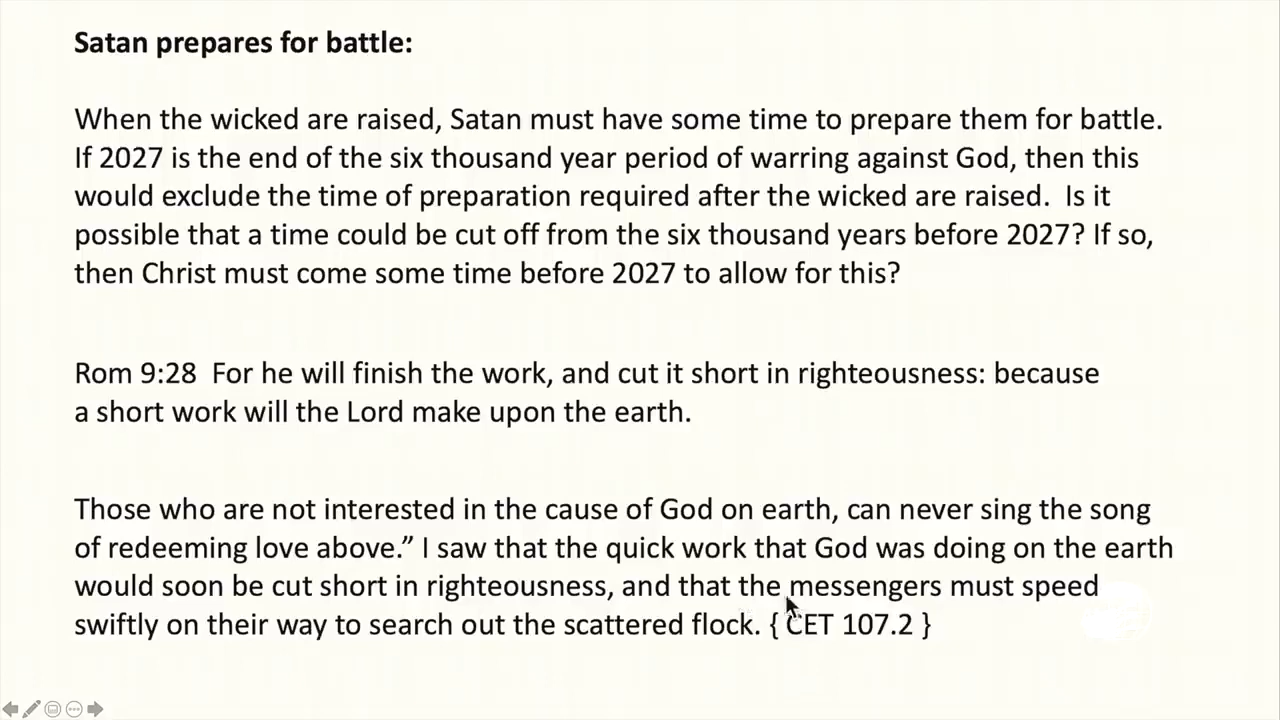 Satan prepares for battle:
When the wicked are raised, Satan must have some time to prepare them for battle.
If 2027 is the end of the six thousand year period of warring against God, then this
would exclude the time of preparation required after the wicked are raised.  Is it
possible that a time could be cut off from the six thousand years before 2027? If so,
then Christ must come some time before 2027 to allow for this?
Rom 9:28  For he will finish the work, and cut it short in righteousness: because
a short work will the Lord make upon the earth.
Those who are not interested in the cause of God on earth, can never sing the song
of redeeming love above.” I saw that the quick work that God was doing on the earth
would soon be cut short in righteousness, and that the messengers must speed
swiftly on their way to search out the scattered flock. { CET 107.2 }